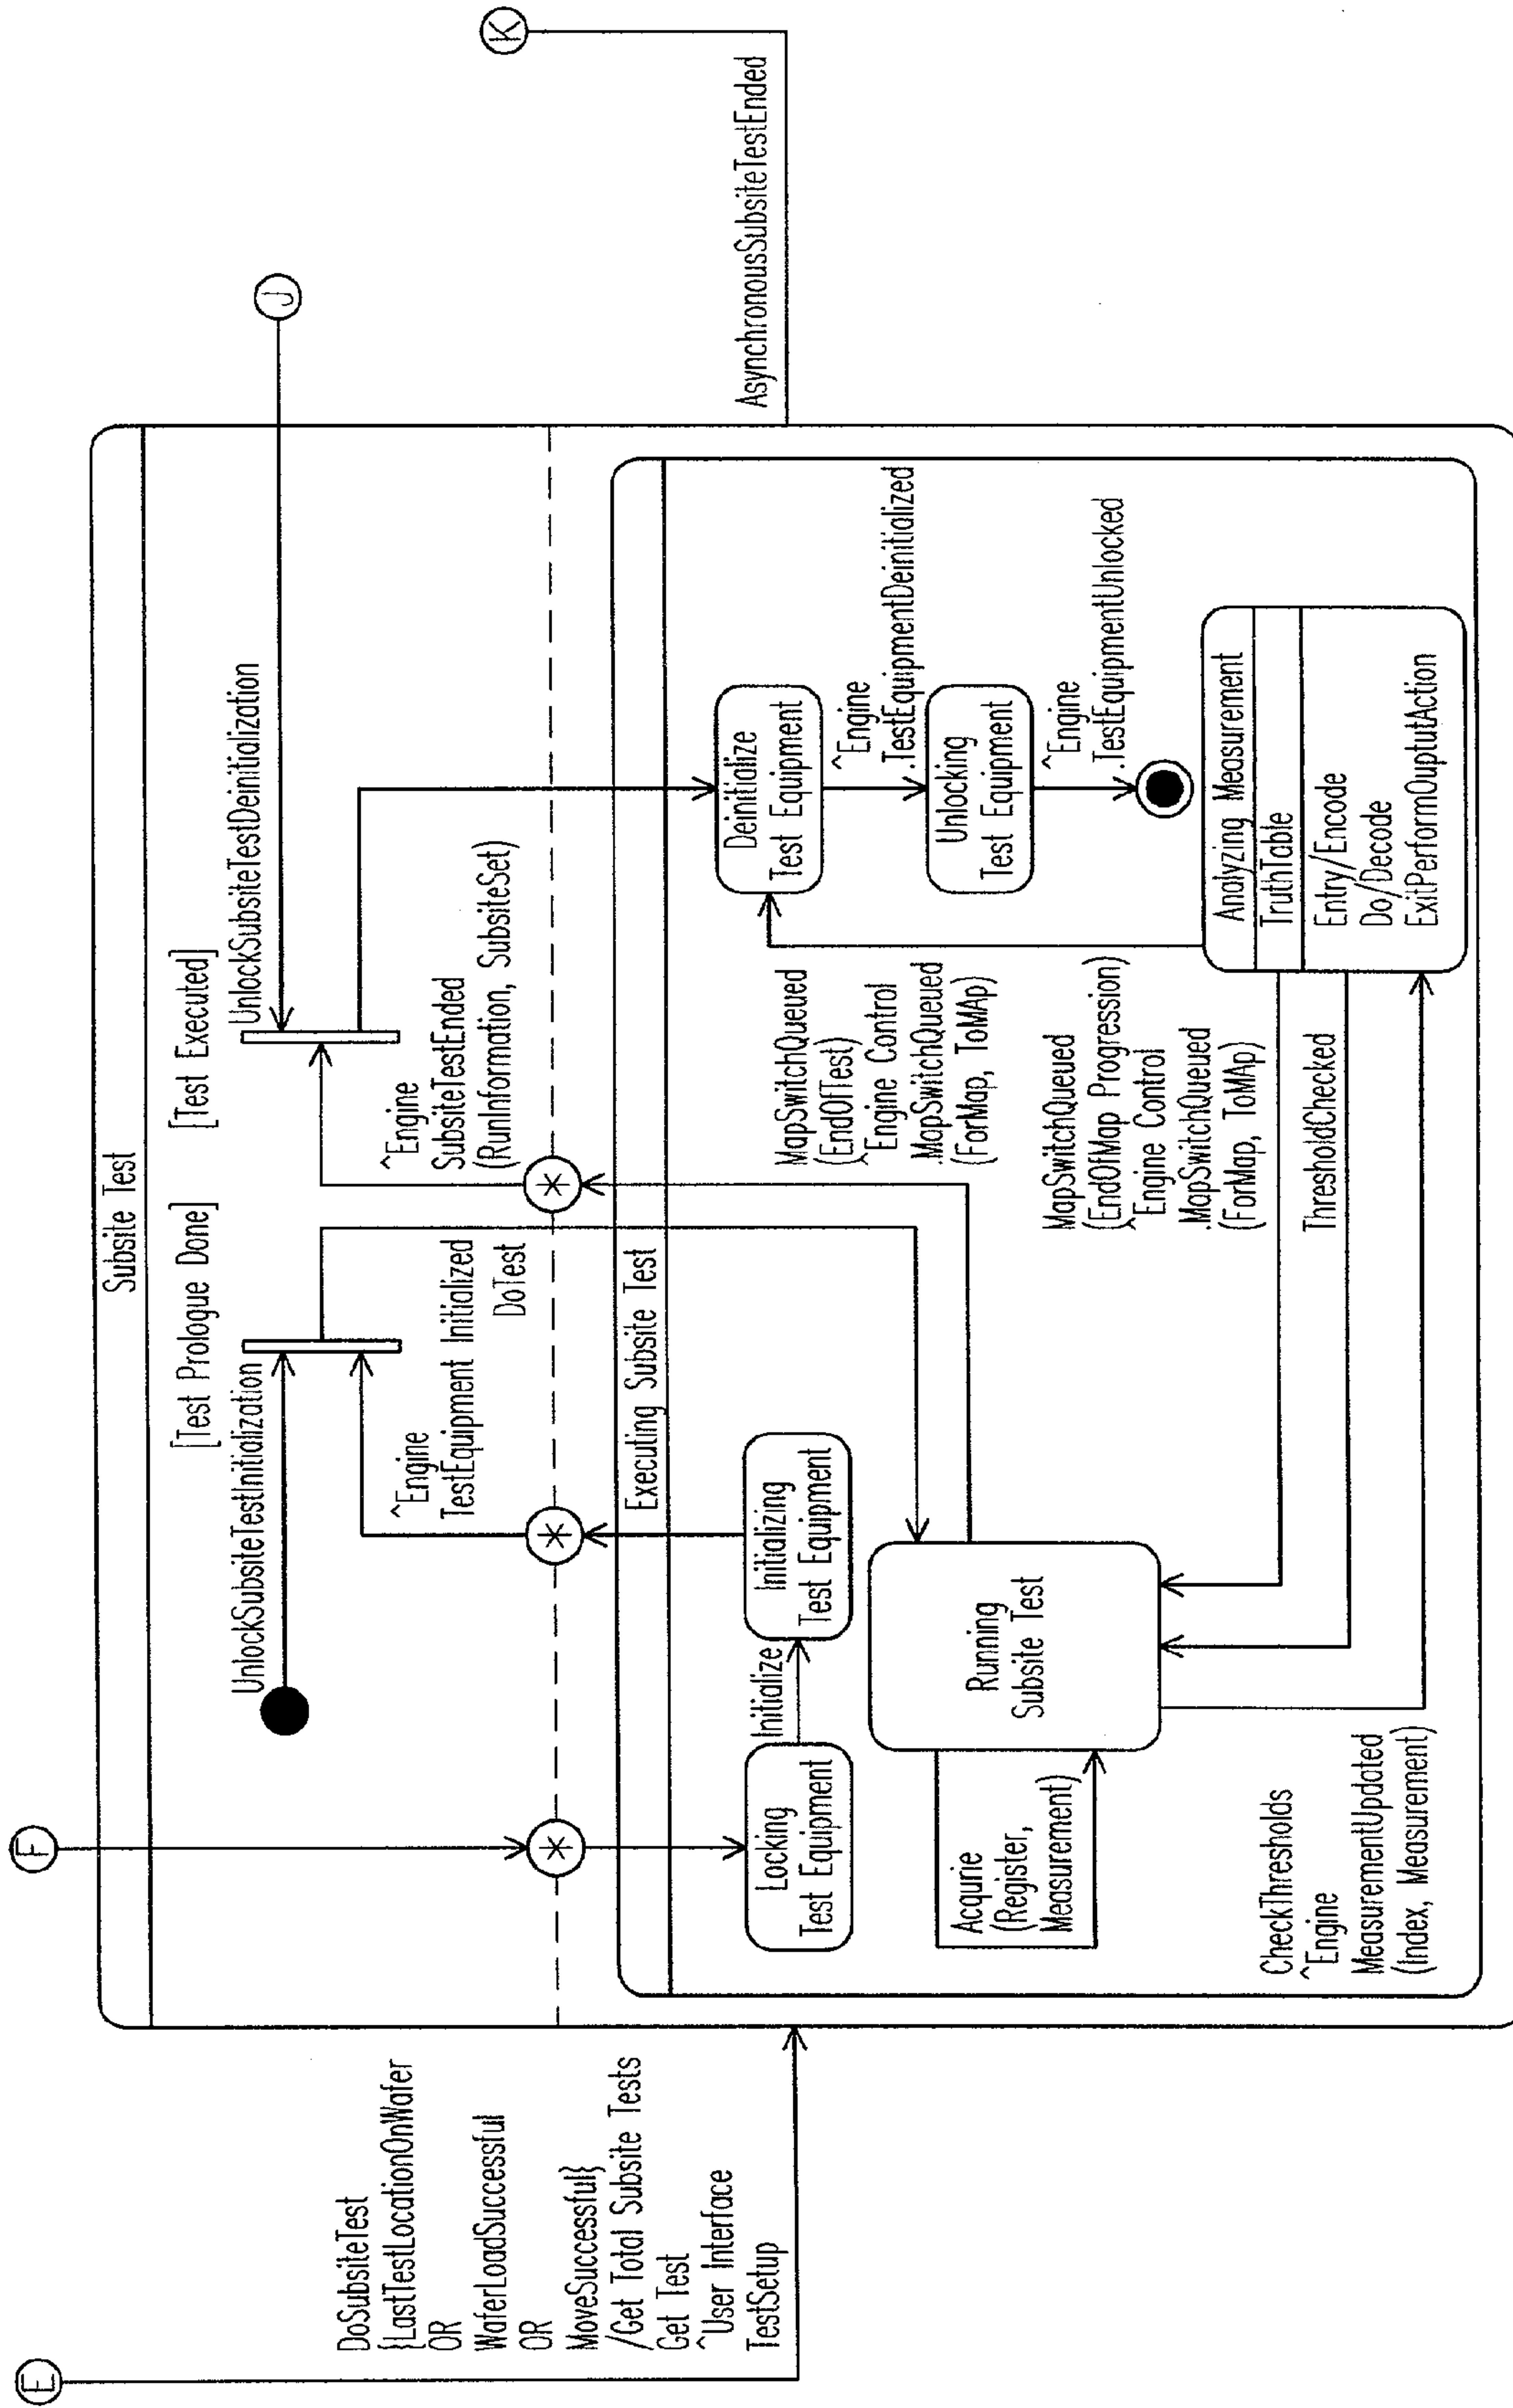 E
DoSubsiteTest
{LastTestLocationOnWafer
OR
WaferLoadSuccessful
OR
MoveSuccessful}
/Get Total Subsite Tests
Get Test
^User Interface
TestSetup
F
Subsite Test
[Test Prologue Done]
[Test Executed]
UnlockSubsiteTestInitialization
UnlockSubsiteTestDeinitialization
J
^Engine
TestEquipment Initialized
DoTest
^Engine
SubsiteTestEnded
(RunInformation, SubsiteSet)
*
*
*
Executing Subsite Test
Locking
Test Equipment
Initialize
Initializing
Test Equipment
Deinitialize
Test Equipment
^Engine
.TestEquipmentDeinitialized
Unlocking
Test Equipment
^Engine
.TestEquipmentUnlocked
MapSwitchQueued
(EndOfTest)
^Engine Control
.MapSwitchQueued
(ForMap, ToMAp)
Running
Subsite Test
Acqurie
(Register,
Measurement)
MapSwitchQueued
(EndOfMap Progression)
^Engine Control
.MapSwitchQueued
(ForMap, ToMAp)
ThresholdChecked
Analyzing Measurement
TruthTable
Entry/Encode
Do/Decode
ExitPerformOuptutAction
CheckThresholds
^Engine
MeasurementUpdated
(Index, Measurement)
AsynchronousSubsiteTestEnded
K